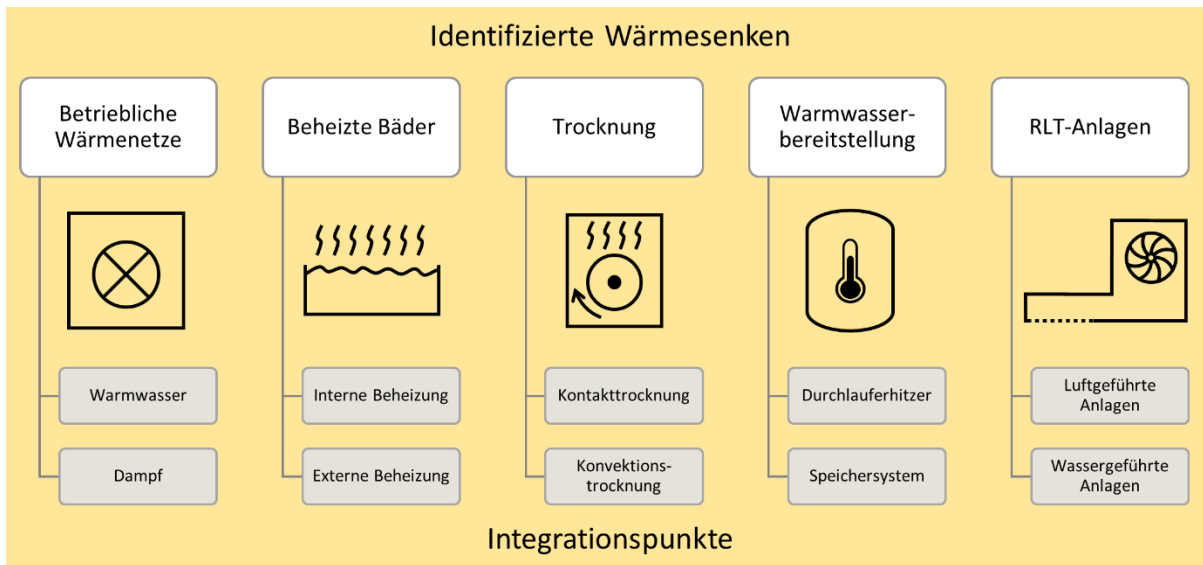 Identifizierte Wärmesenken
Betriebliche
Wärmenetze
Beheizte Bäder
Trocknung
Warmwasser-
bereitstellung
RLT-Anlagen
Warmwasser
Interne Beheizung
Kontakttrocknung
Durchlauferhitzer
Luftgeführte
Anlagen
Dampf
Externe Beheizung
Konvektions-
trocknung
Speichersystem
Wassergeführte
Anlagen
Integrationspunkte